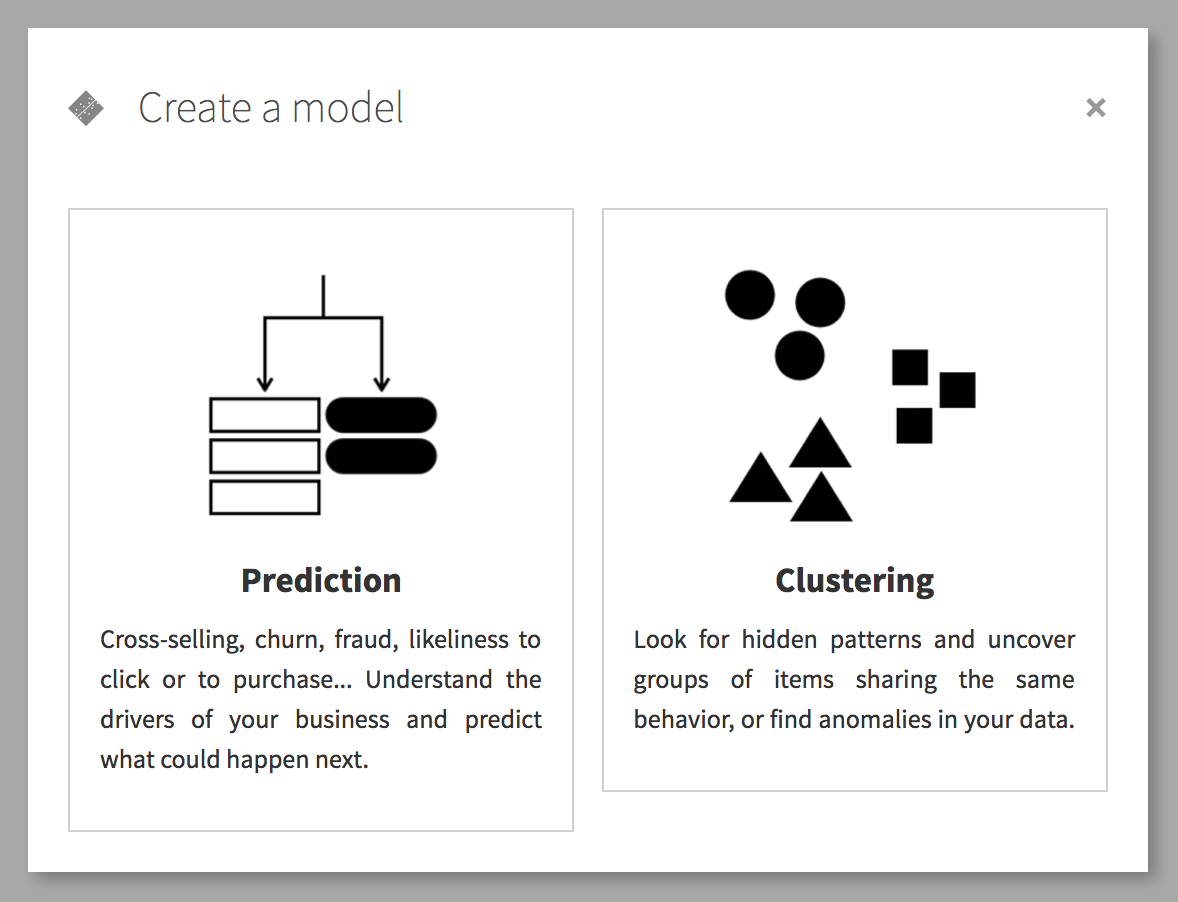 Create a model
Prediction
Cross-selling, churn, fraud, likeliness to
click or to purchase... Understand the
drivers of your business and predict
what could happen next.
Clustering
Look for hidden patterns and uncover
groups of items sharing the same
behavior, or find anomalies in your data.